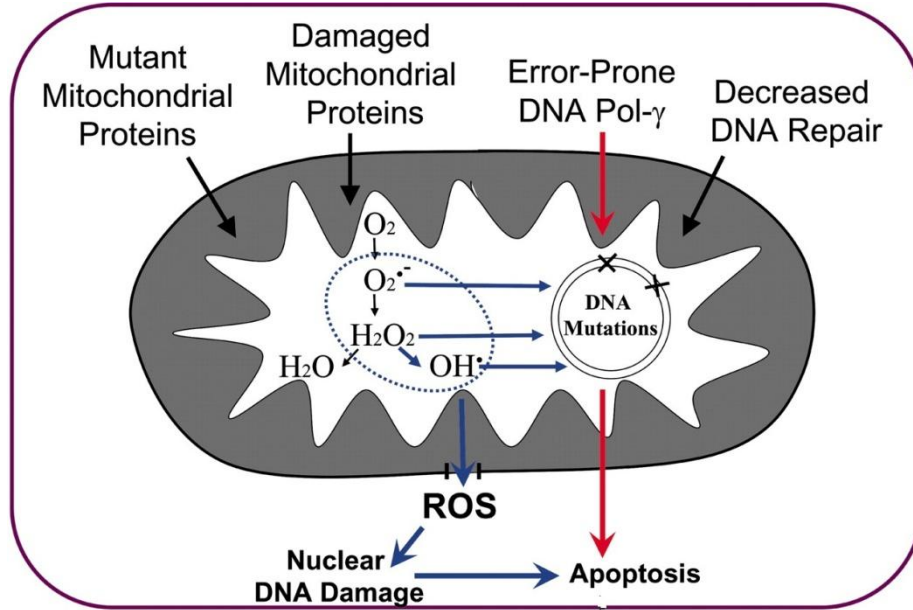 Mutant
Mitochondrial
Proteins
Damaged
Mitochondrial
Proteins
Error-Prone
DNA Pol-γ
Decreased
DNA Repair
O₂
O₂•⁻
H₂O₂
H₂O
OH•
DNA
Mutations
ROS
Nuclear
DNA Damage
Apoptosis